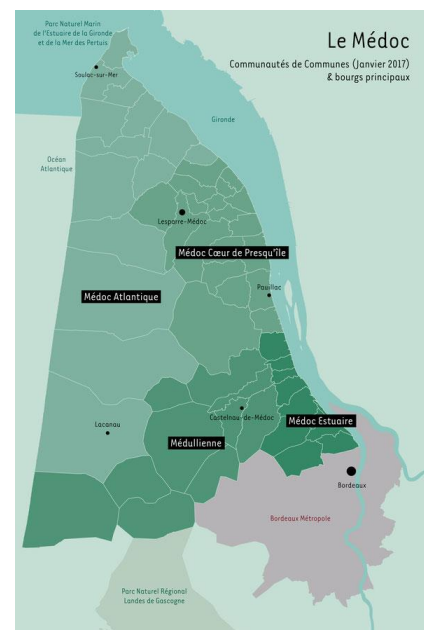 Parc Naturel Marin
de l'Estuaire de la Gironde
et de la Mer des Pertuis
Le Médoc
Communautés de Communes (Janvier 2017)
& bourgs principaux
Soulac-sur-Mer
Gironde
Océan
Atlantique
Lesparre-Médoc
Médoc Cœur de Presqu'île
Pauillac
Médoc Atlantique
Castelnau-de-Médoc
Médoc Estuaire
Lacanau
Médullienne
Bordeaux
Bordeaux Métropole
Parc Naturel Régional
Landes de Gascogne